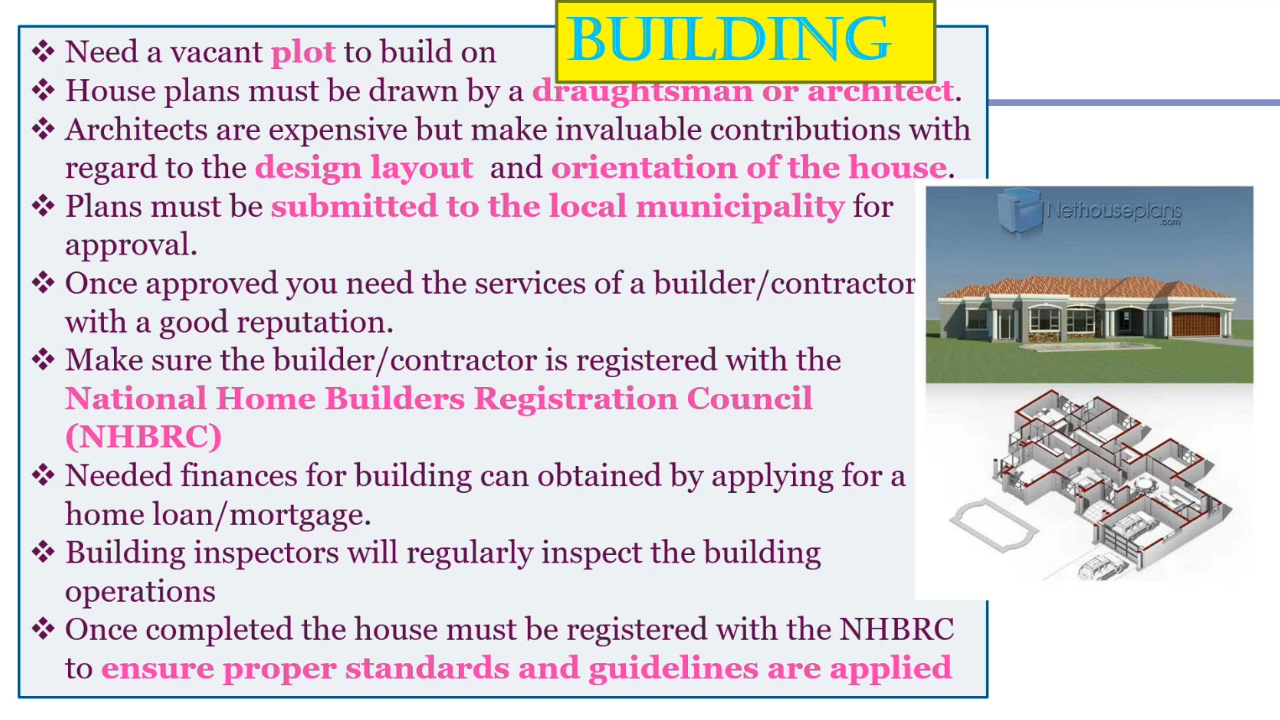 BUILDING
❖ Need a vacant plot to build on
❖ House plans must be drawn by a draughtsman or architect.
❖ Architects are expensive but make invaluable contributions with
regard to the design layout and orientation of the house.
❖ Plans must be submitted to the local municipality for
approval.
❖ Once approved you need the services of a builder/contractor
with a good reputation.
❖ Make sure the builder/contractor is registered with the
National Home Builders Registration Council
(NHBRC)
❖ Needed finances for building can obtained by applying for a
home loan/mortgage.
❖ Building inspectors will regularly inspect the building
operations
❖ Once completed the house must be registered with the NHBRC
to ensure proper standards and guidelines are applied
Nethouseplans
.com